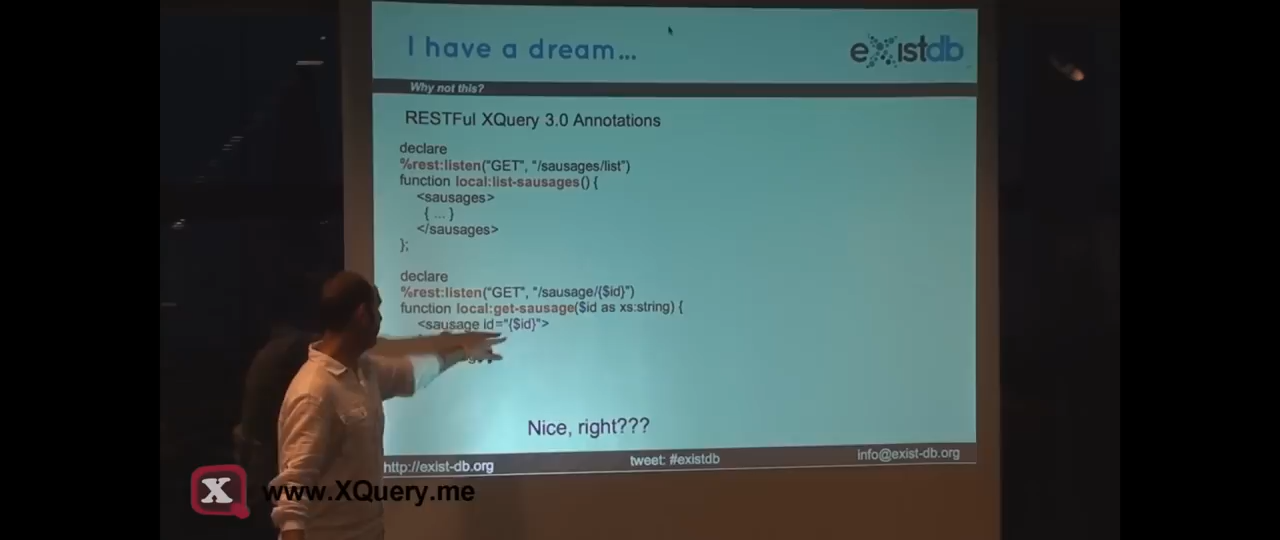 I have a dream...
existdb
Why not this?
RESTFul XQuery 3.0 Annotations
declare
%rest:listen("GET", "/sausages/list")
function local:list-sausages() {
<sausages>
{ ... }
</sausages>
};
declare
%rest:listen("GET", "/sausage/{$id}")
function local:get-sausage($id as xs:string) {
<sausage id="{$id}">
Nice, right???
http://exist-db.org
tweet: #existdb
info@exist-db.org
X
www.XQuery.me